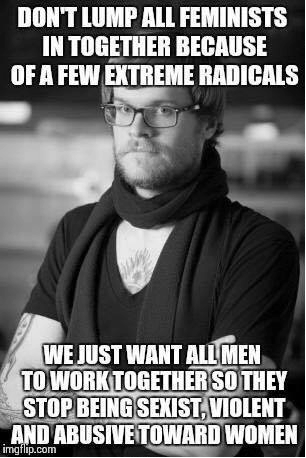 DON'T LUMP ALL FEMINISTS
IN TOGETHER BECAUSE
OF A FEW EXTREME RADICALS
WE JUST WANT ALL MEN
TO WORK TOGETHER SO THEY
STOP BEING SEXIST, VIOLENT
AND ABUSIVE TOWARD WOMEN
imgflip.com